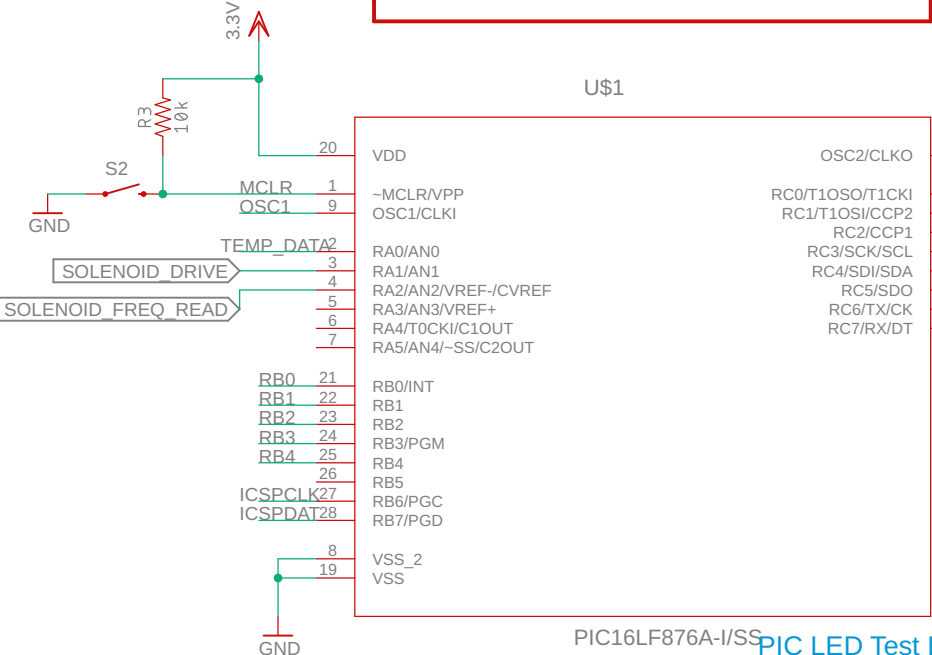 3.3V
U$1
R3
10k
20 VDD OSC2/CLKO
S2
MCLR 1 ~MCLR/VPP RC0/T1OSO/T1CKI
OSC1 9 OSC1/CLKI RC1/T1OSI/CCP2
GND
RC2/CCP1
TEMP_DATA 2 RA0/AN0 RC3/SCK/SCL
SOLENOID_DRIVE 3 RA1/AN1 RC4/SDI/SDA
4 RA2/AN2/VREF-/CVREF RC5/SDO
SOLENOID_FREQ_READ 5 RA3/AN3/VREF+ RC6/TX/CK
6 RA4/T0CKI/C1OUT RC7/RX/DT
7 RA5/AN4/~SS/C2OUT
RB0 21 RB0/INT
RB1 22 RB1
RB2 23 RB2
RB3 24 RB3/PGM
RB4 25 RB4
26 RB5
ICSPCLK 27 RB6/PGC
ICSPDAT 28 RB7/PGD
8 VSS_2
19 VSS
GND
PIC16LF876A-I/SS
PIC LED Test